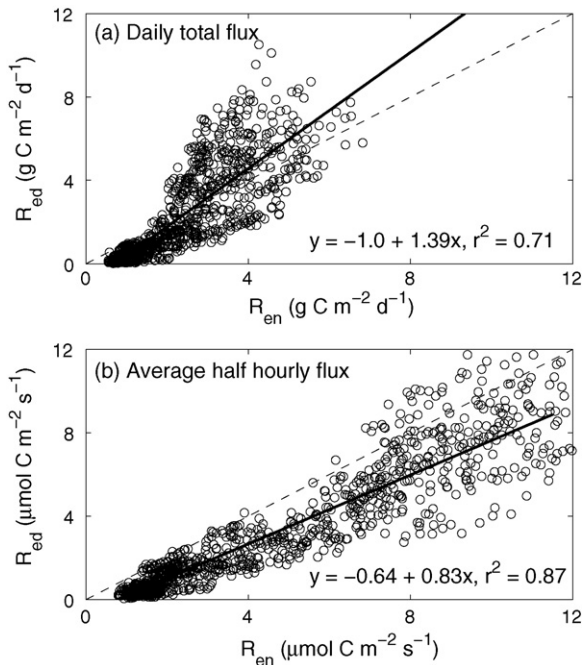 (a) Daily total flux
12
8
4
0
R_ed (g C m⁻² d⁻¹)
y = −1.0 + 1.39x, r² = 0.71
0 4 8 12
R_en (g C m⁻² d⁻¹)
(b) Average half hourly flux
12
8
4
0
R_ed (μmol C m⁻² s⁻¹)
y = −0.64 + 0.83x, r² = 0.87
0 4 8 12
R_en (μmol C m⁻² s⁻¹)